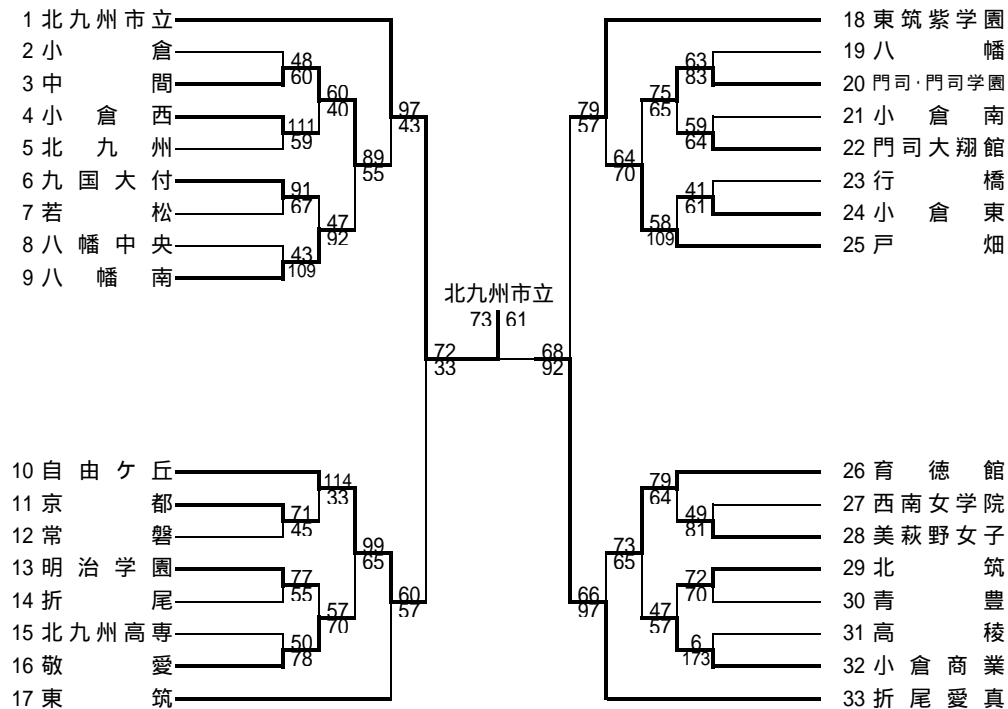 1 北九州市立
2 小倉
3 中間
4 小倉西
5 北九州
6 九国大付
7 若松
8 八幡中央
9 八幡南
48
60
111
59
91
67
43
109
60
40
47
92
89
55
97
43
18 東筑紫学園
19 八幡
20 門司・門司学園
21 小倉南
22 門司大翔館
23 行橋
24 小倉東
25 戸畑
63
83
59
64
41
61
75
65
58
109
64
70
79
57
北九州市立
73 61
72
33
68
92
10 自由ケ丘
11 京都
12 常磐
13 明治学園
14 折尾
15 北九州高専
16 敬愛
17 東筑
114
33
71
45
77
55
50
78
57
70
99
65
60
57
26 育徳館
27 西南女学院
28 美萩野女子
29 北筑
30 青豊
31 高稜
32 小倉商業
33 折尾愛真
79
64
49
81
72
70
6
173
47
57
73
65
66
97